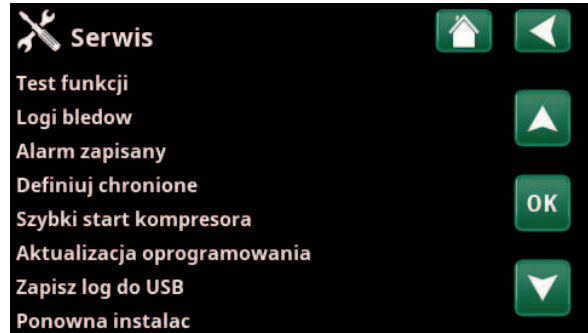 Serwis
Test funkcji
Logi bledow
Alarm zapisany
Definiuj chronione
Szybki start kompresora
OK
Aktualizacja oprogramowania
Zapisz log do USB
Ponowna instalac